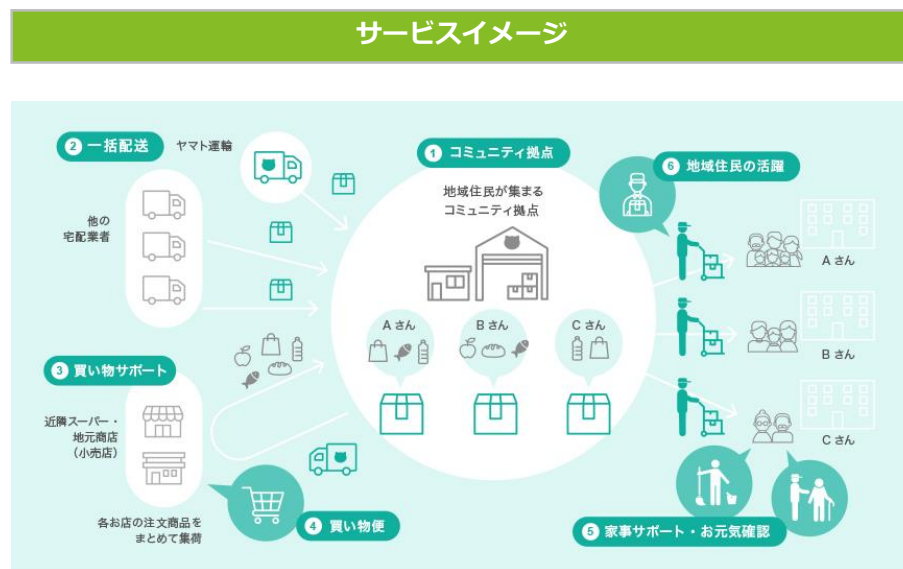 サービスイメージ
2 一括配送
ヤマト運輸
他の
宅配業者
1 コミュニティ拠点
地域住民が集まる
コミュニティ拠点
Aさん
Bさん
Cさん
6 地域住民の活躍
Aさん
Bさん
Cさん
3 買い物サポート
近隣スーパー・
地元商店
(小売店)
各お店の注文商品を
まとめて集荷
4 買い物便
5 家事サポート・お元気確認